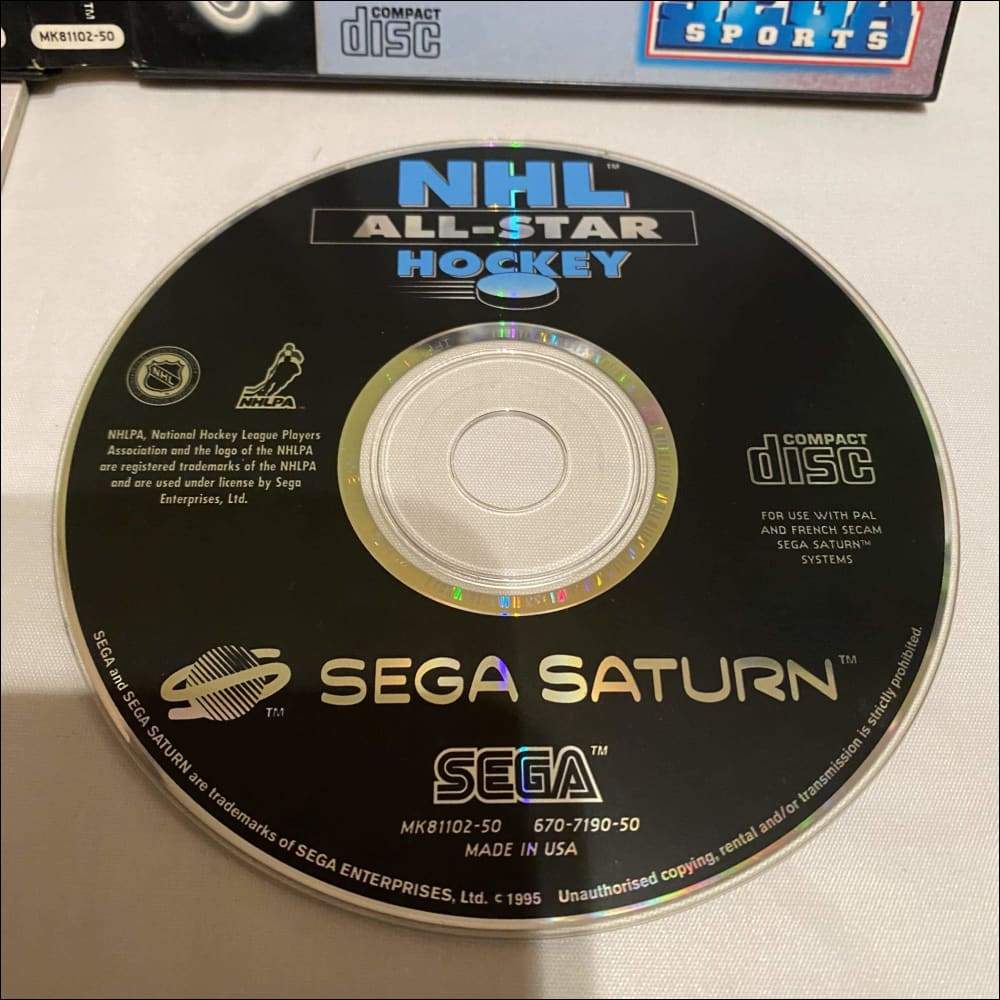 TM
MK81102-50
COMPACT
disc
SEGA
SPORTS
NHL™
ALL-STAR
HOCKEY
NHL
NHLPA
NHLPA, National Hockey League Players
Association and the logo of the NHLPA
are registered trademarks of the NHLPA
and are used under license by Sega
Enterprises, Ltd.
COMPACT
disc
FOR USE WITH PAL
AND FRENCH SECAM
SEGA SATURN™
SYSTEMS
TM
SEGA SATURN™
SEGA™
MK81102-50 670-7190-50
MADE IN USA
SEGA and SEGA SATURN are trademarks of SEGA ENTERPRISES, Ltd. c 1995 Unauthorised copying, rental and/or transmission is strictly prohibited.